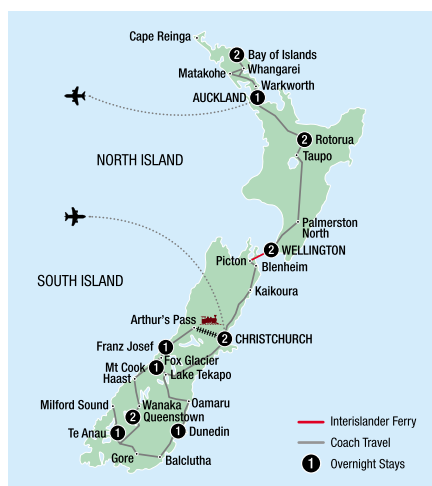 Cape Reinga
2
Bay of Islands
Whangarei
Matakohe
Warkworth
AUCKLAND
1
2
Rotorua
Taupo
NORTH ISLAND
Palmerston
North
2
WELLINGTON
Picton
Blenheim
SOUTH ISLAND
Kaikoura
Arthur's Pass
2
CHRISTCHURCH
Franz Josef
1
Fox Glacier
Mt Cook
1
Lake Tekapo
Haast
Milford Sound
Wanaka
Oamaru
2
Queenstown
Te Anau
1
1
Dunedin
Gore
Balclutha
Interislander Ferry
Coach Travel
1
Overnight Stays